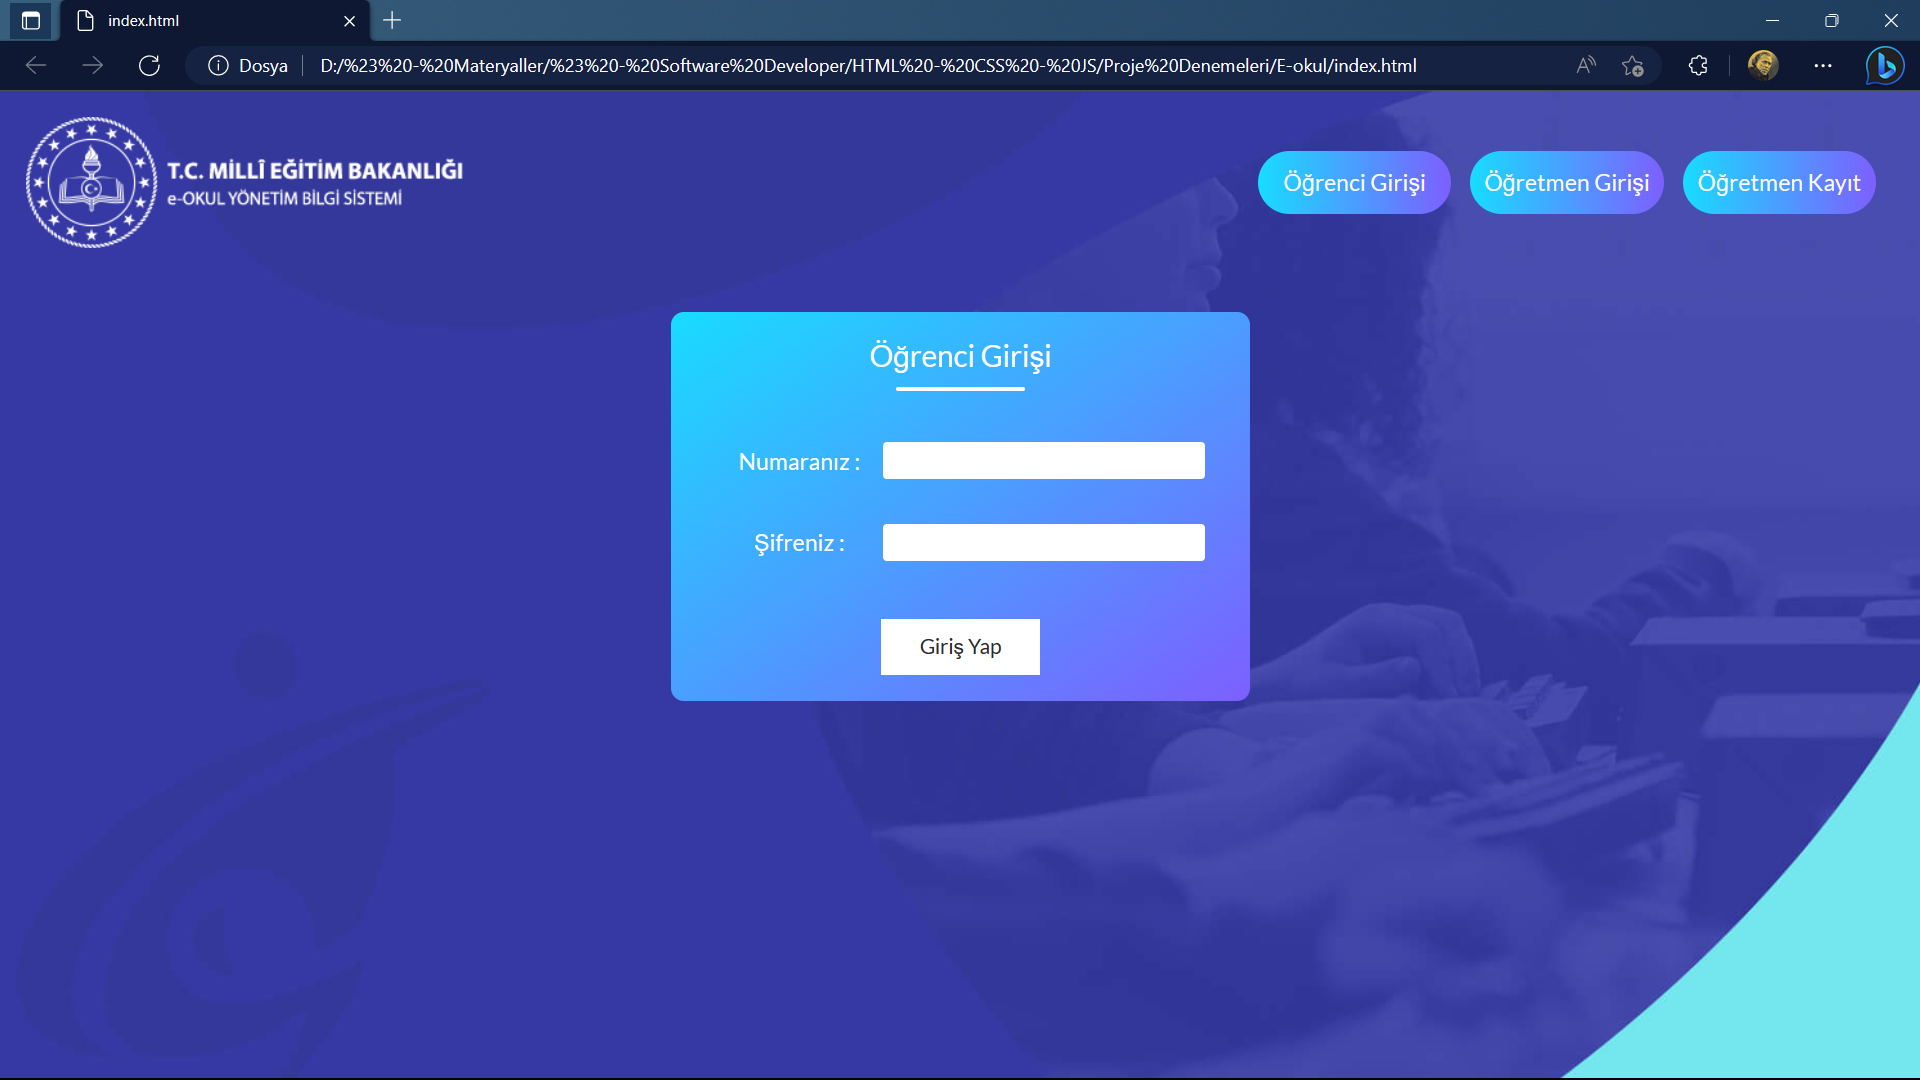 index.html
Dosya
D:/%23%20-%20Materyaller/%23%20-%20Software%20Developer/HTML%20-%20CSS%20-%20JS/Proje%20Denemeleri/E-okul/index.html
T.C. MİLLÎ EĞİTİM BAKANLIĞI
e-OKUL YÖNETİM BİLGİ SİSTEMİ
Öğrenci Girişi
Öğretmen Girişi
Öğretmen Kayıt
Öğrenci Girişi
Numaranız :
Şifreniz :
Giriş Yap